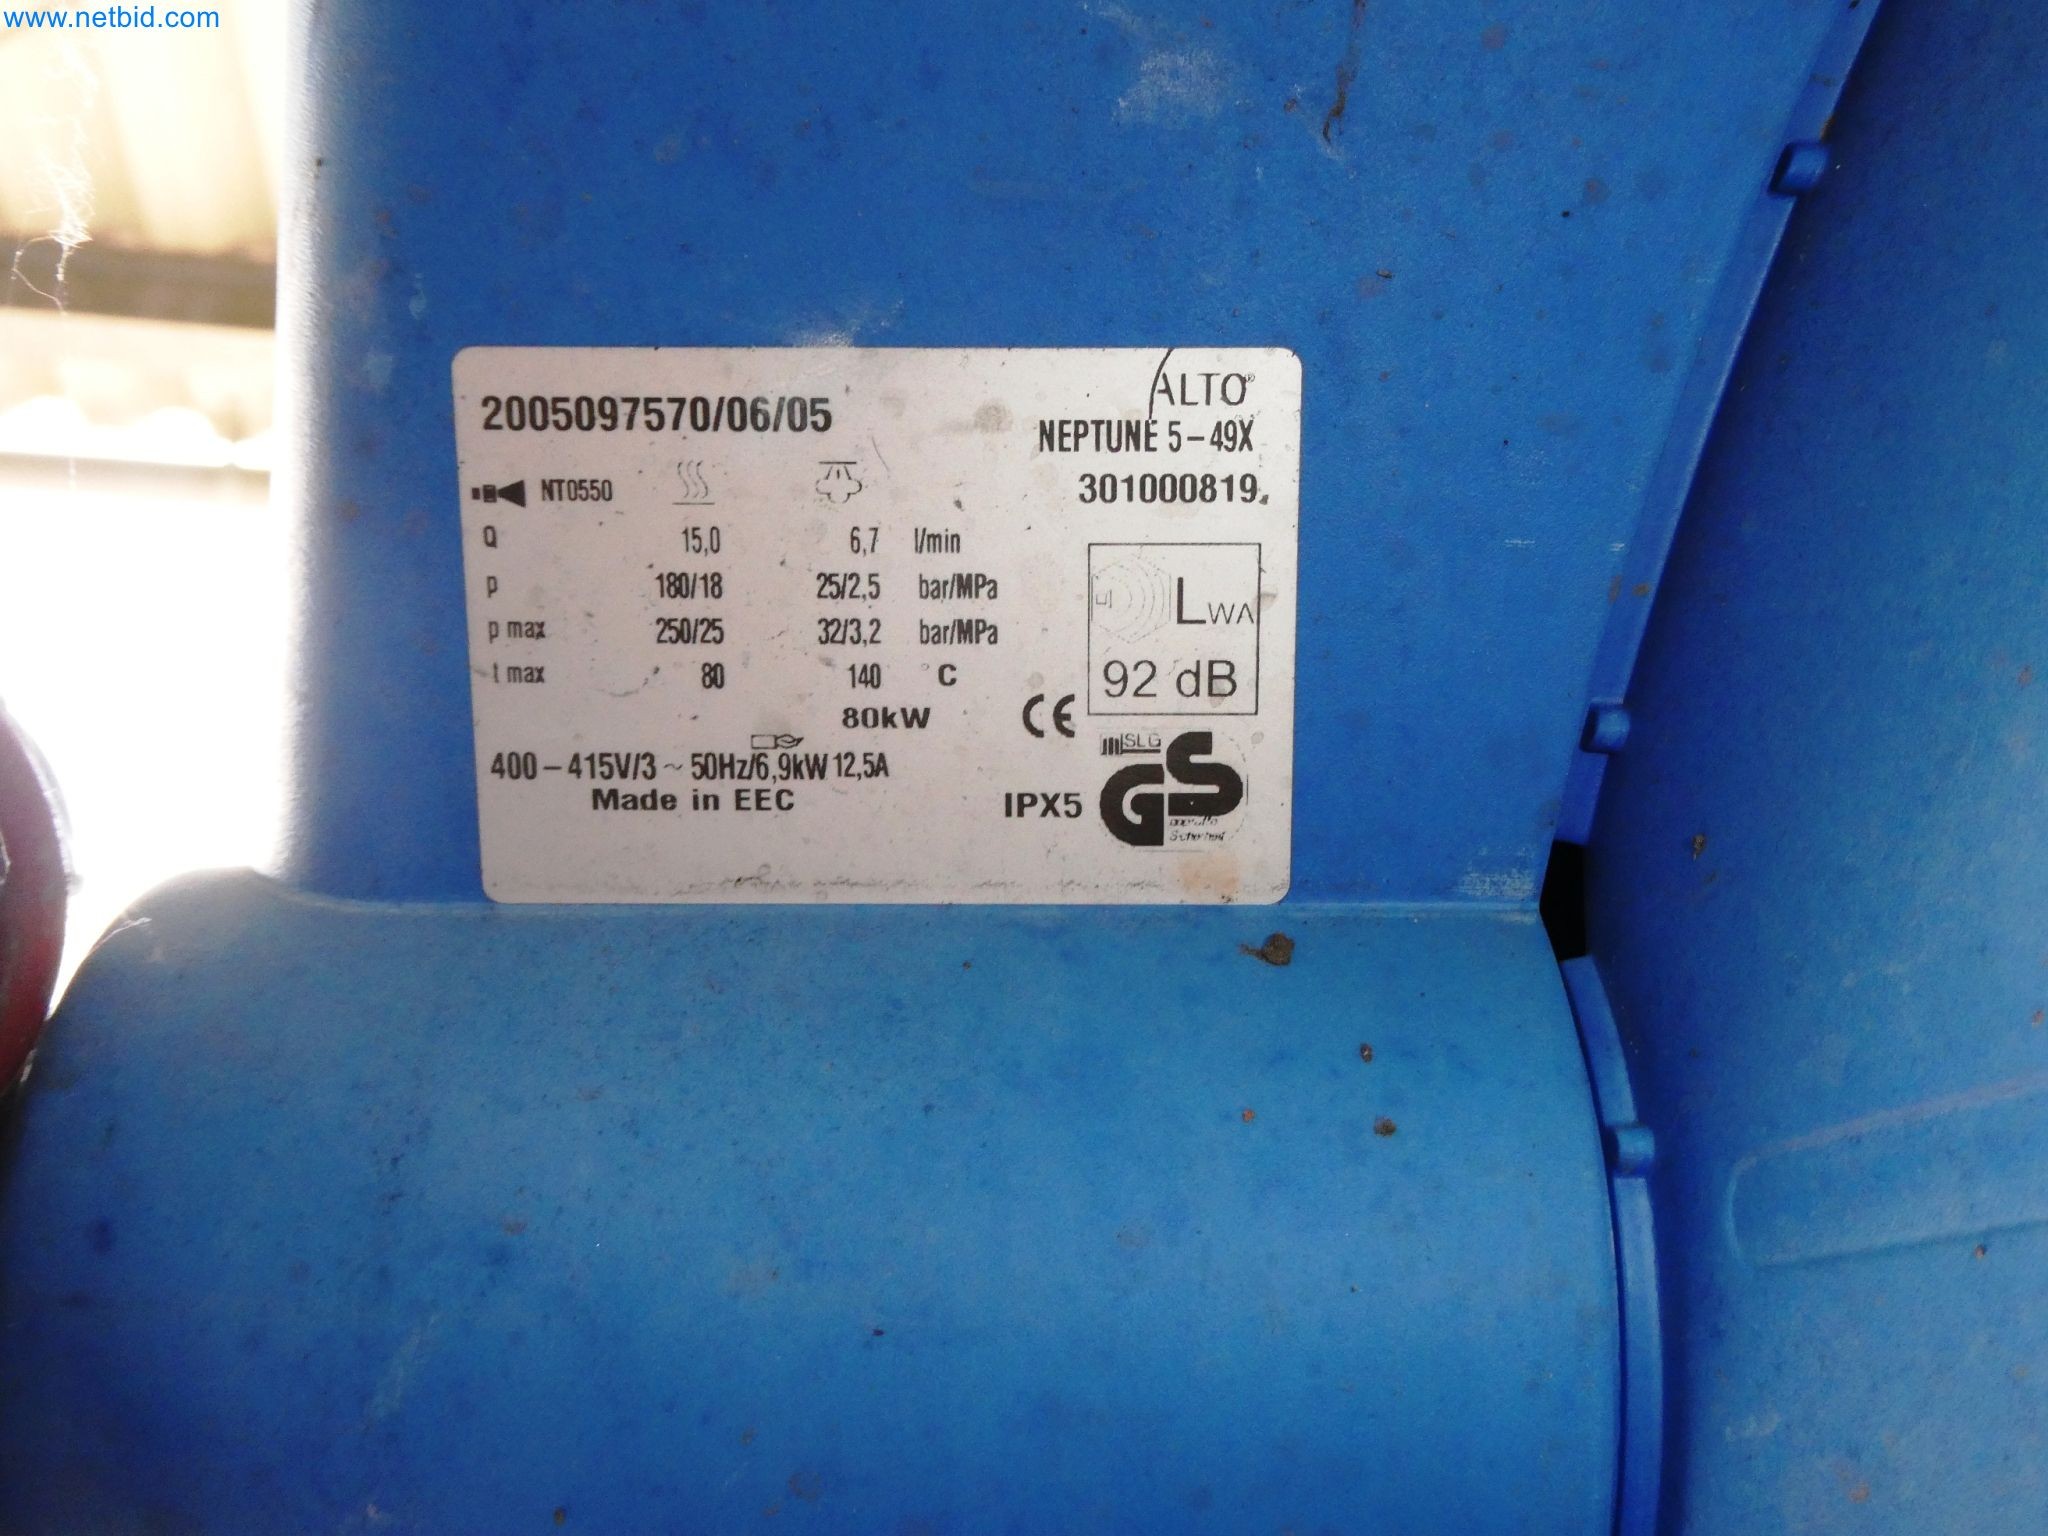 www.netbid.com
ALTO®
2005097570/06/05
NEPTUNE 5-49X
NT0550
301000819.
Q 15,0 6,7 l/min
p 180/18 25/2,5 bar/MPa
p max 250/25 32/3,2 bar/MPa
t max 80 140 °C
LWA
92 dB
80kW
CE
400-415V/3~50Hz/6,9kW 12,5A
Made in EEC
IPX5
SLG
GS